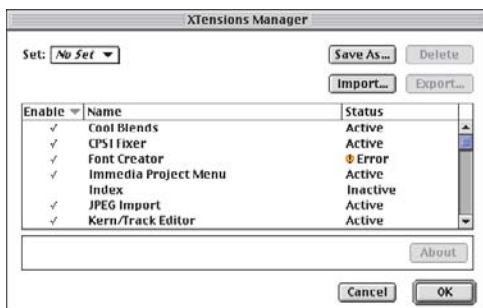 XTensions Manager
Set: No Set Save As... Delete
Import... Export...
Enable Name Status
Cool Blends Active
CPSI Fixer Active
Font Creator Error
Immedia Project Menu Active
Index Inactive
JPEG Import Active
Kern/Track Editor Active
About
Cancel OK